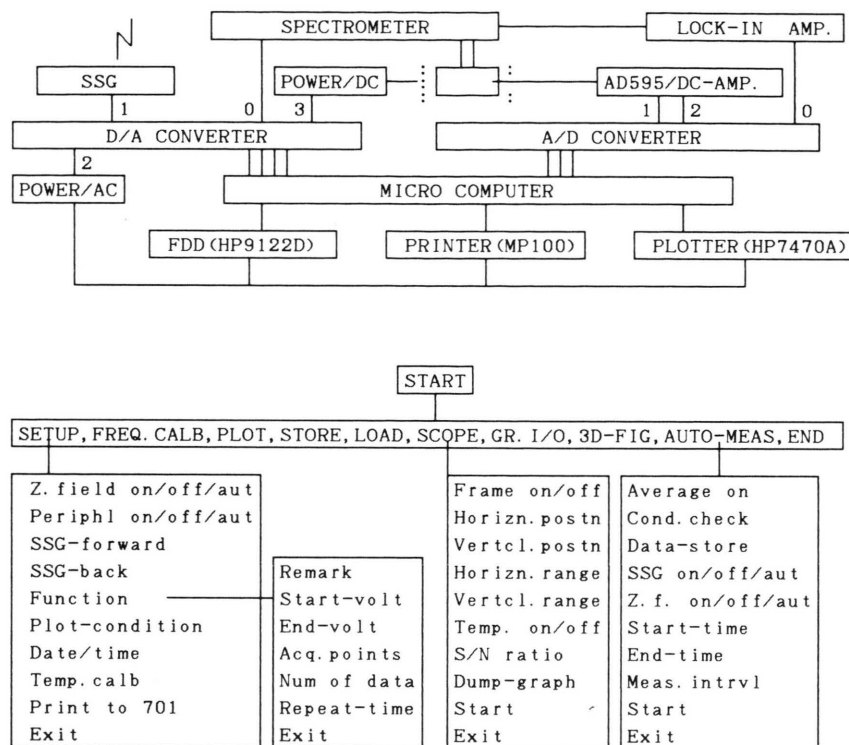 SPECTROMETER
LOCK-IN AMP.
SSG
POWER/DC
AD595/DC-AMP.
1 0 3 1 2 0
D/A CONVERTER
A/D CONVERTER
2
POWER/AC
MICRO COMPUTER
FDD(HP9122D)
PRINTER(MP100)
PLOTTER(HP7470A)
START
SETUP,FREQ.CALB,PLOT,STORE,LOAD,SCOPE,GR.I/O,3D-FIG,AUTO-MEAS,END
Z.field on/off/aut
Periphl on/off/aut
SSG-forward
SSG-back
Function
Plot-condition
Date/time
Temp.calb
Print to 701
Exit
Remark
Start-volt
End-volt
Acq.points
Num of data
Repeat-time
Exit
Frame on/off
Horizn.postn
Vertcl.postn
Horizn.range
Vertcl.range
Temp. on/off
S/N ratio
Dump-graph
Start
Exit
Average on
Cond.check
Data-store
SSG on/off/aut
Z.f. on/off/aut
Start-time
End-time
Meas.intrvl
Start
Exit